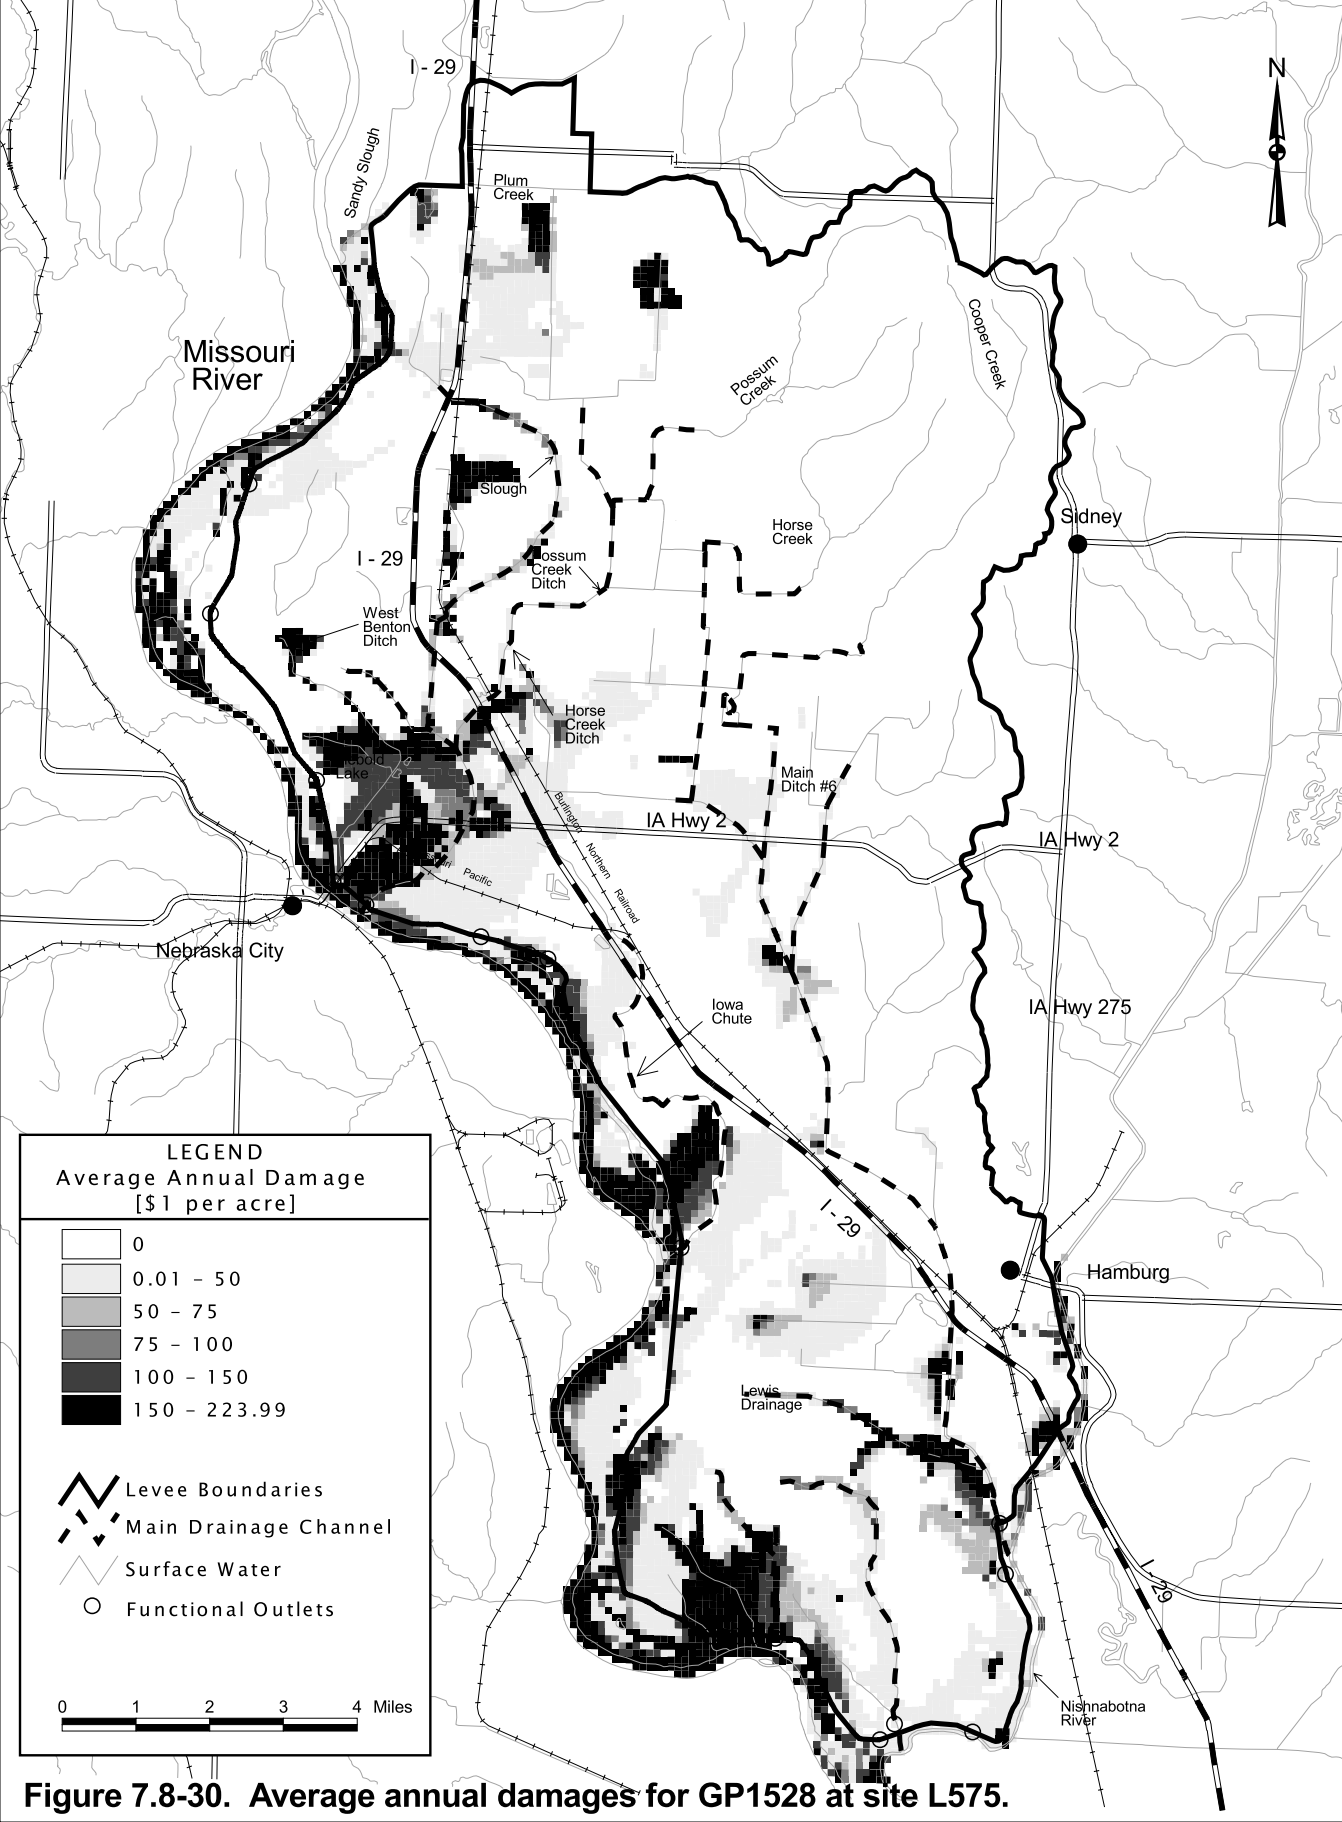 I - 29
N
Sandy Slough
Plum
Creek
Missouri
River
Cooper Creek
Possum
Creek
Slough
Sidney
Horse
Creek
I - 29
ossum
Creek
Ditch
West
Benton
Ditch
Horse
Creek
Ditch
Lake
Main
Ditch #6
Burlington
Northern
Railroad
IA Hwy 2
IA Hwy 2
Pacific
Nebraska City
Iowa
Chute
IA Hwy 275
I - 29
Hamburg
Lewis
Drainage
I - 29
Nishnabotna
River
LEGEND
Average Annual Damage
[$1 per acre]
0
0.01 – 50
50 – 75
75 – 100
100 – 150
150 – 223.99
Levee Boundaries
Main Drainage Channel
Surface Water
Functional Outlets
0 1 2 3 4 Miles
Figure 7.8-30. Average annual damages for GP1528 at site L575.